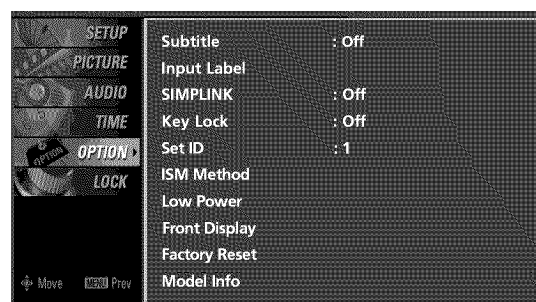 SETUP
PICTURE
AUDIO
TIME
OPTION
LOCK
Move MENU Prev
Subtitle : Off
Input Label
SIMPLINK : Off
Key Lock : Off
Set ID : 1
ISM Method
Low Power
Front Display
Factory Reset
Model Info